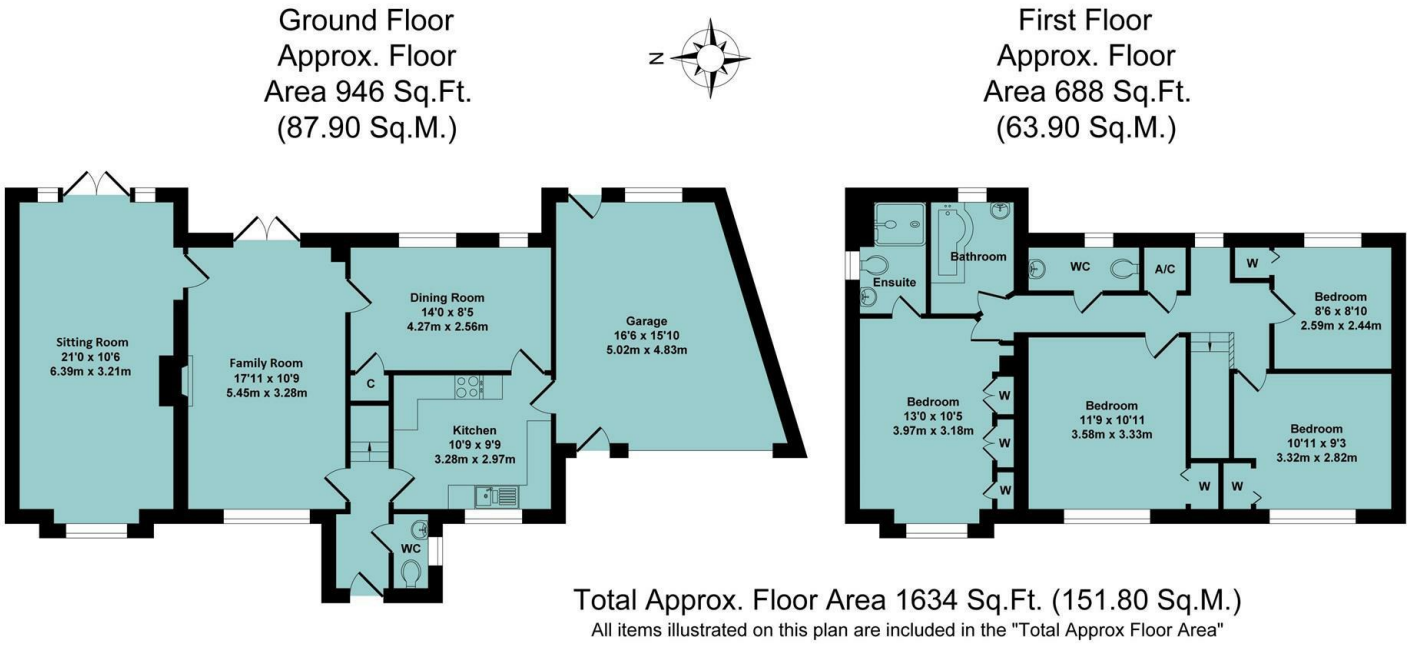 Ground Floor
Approx. Floor
Area 946 Sq.Ft.
(87.90 Sq.M.)
N
First Floor
Approx. Floor
Area 688 Sq.Ft.
(63.90 Sq.M.)
Sitting Room
21'0 x 10'6
6.39m x 3.21m
Family Room
17'11 x 10'9
5.45m x 3.28m
Dining Room
14'0 x 8'5
4.27m x 2.56m
C
Kitchen
10'9 x 9'9
3.28m x 2.97m
WC
Garage
16'6 x 15'10
5.02m x 4.83m
Ensuite
Bathroom
WC
A/C
W
Bedroom
8'6 x 8'10
2.59m x 2.44m
Bedroom
13'0 x 10'5
3.97m x 3.18m
W
W
W
Bedroom
11'9 x 10'11
3.58m x 3.33m
W
W
Bedroom
10'11 x 9'3
3.32m x 2.82m
Total Approx. Floor Area 1634 Sq.Ft. (151.80 Sq.M.)
All items illustrated on this plan are included in the "Total Approx Floor Area"